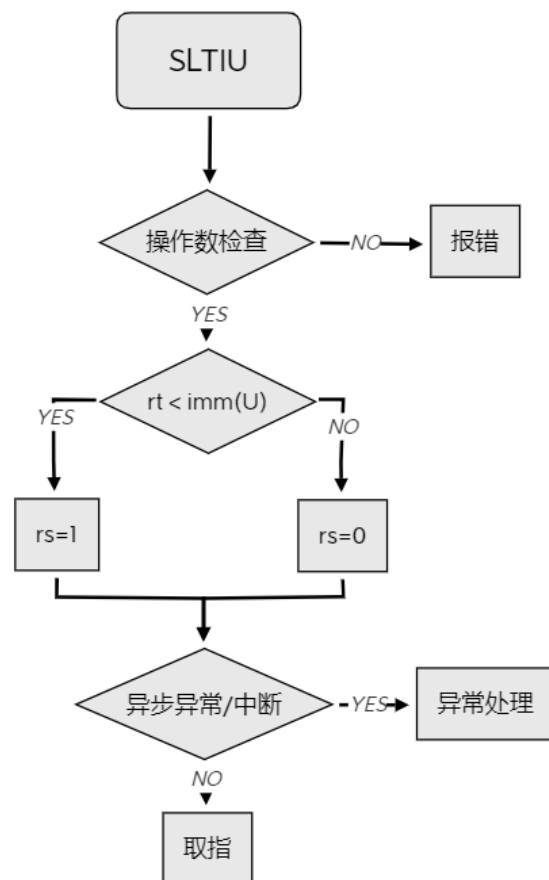 SLTIU
操作数检查
NO
报错
YES
rt < imm(U)
YES
NO
rs=1
rs=0
异步异常/中断
YES
异常处理
NO
取指